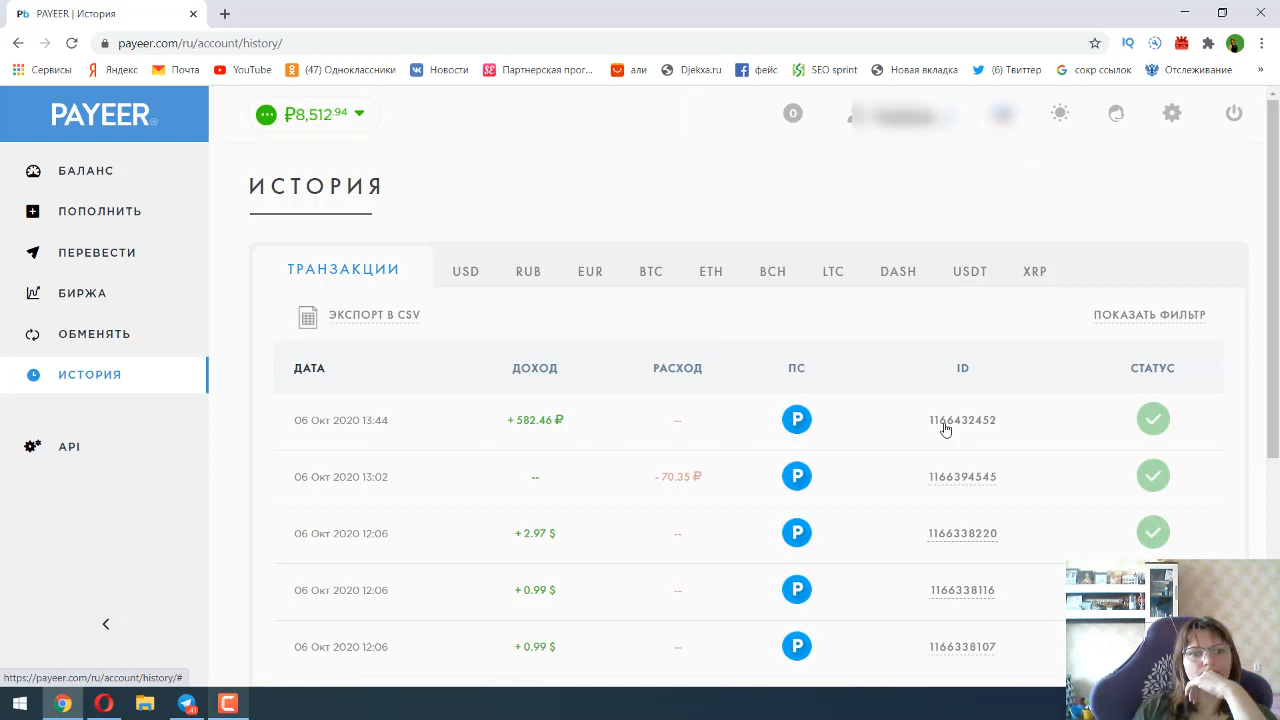 Pb PAYEER | История
payeer.com/ru/account/history/
Сервисы
Яндекс
Почта
YouTube
(47) Одноклассники
Новости
Партнерская прог...
али
Djekxa.ru
фейс
SEO sprint
Новая вкладка
(6) Твиттер
сокр ссылок
Отслеживание
PAYEER
₽8,512.94
0
БАЛАНС
ПОПОЛНИТЬ
ПЕРЕВЕСТИ
БИРЖА
ОБМЕНЯТЬ
ИСТОРИЯ
API
ИСТОРИЯ
ТРАНЗАКЦИИ USD RUB EUR BTC ETH BCH LTC DASH USDT XRP
ЭКСПОРТ В CSV
ПОКАЗАТЬ ФИЛЬТР
ДАТА ДОХОД РАСХОД ПС ID СТАТУС
06 Окт 2020 13:44 + 582.46 ₽ -- P 1166432452
06 Окт 2020 13:02 -- - 70.35 ₽ P 1166394545
06 Окт 2020 12:06 + 2.97 $ -- P 1166338220
06 Окт 2020 12:06 + 0.99 $ -- P 1166338116
06 Окт 2020 12:06 + 0.99 $ -- P 1166338107
https://payeer.com/ru/account/history/#